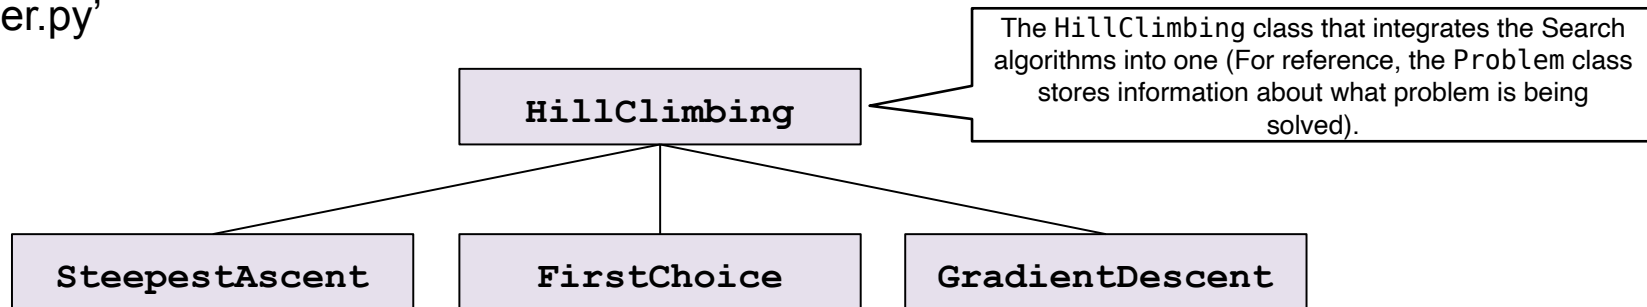 er.py’
The HillClimbing class that integrates the Search
algorithms into one (For reference, the Problem class
stores information about what problem is being
solved).
HillClimbing
SteepestAscent
FirstChoice
GradientDescent